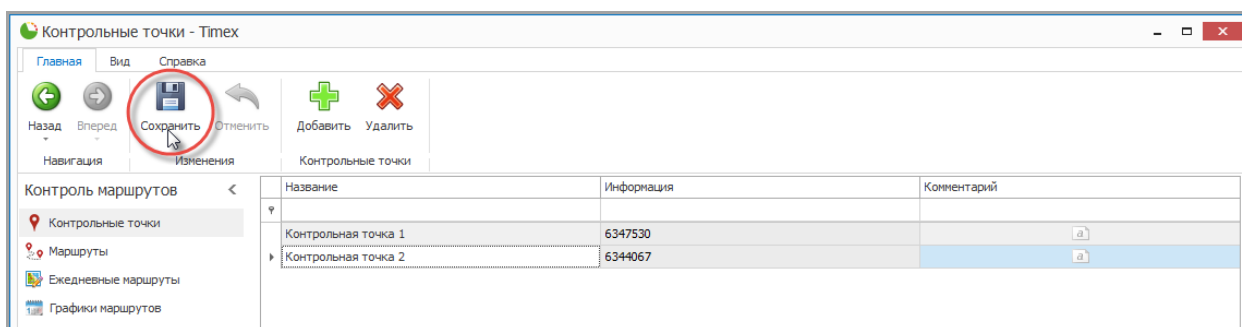 Контрольные точки - Timex
Главная Вид Справка
Назад Вперед Сохранить Отменить Добавить Удалить
Навигация Изменения Контрольные точки
Контроль маршрутов <
Название Информация Комментарий
Контрольные точки
Контрольная точка 1 6347530 a
Маршруты
Контрольная точка 2 6344067 a
Ежедневные маршруты
Графики маршрутов